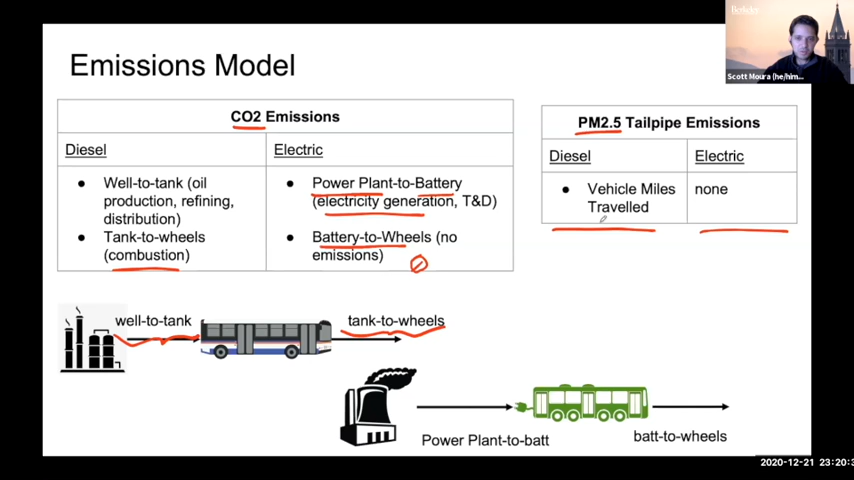 Berkeley
Scott Moura (he/him...
Emissions Model
CO2 Emissions
Diesel
Electric
● Well-to-tank (oil
production, refining,
distribution)
● Tank-to-wheels
(combustion)
● Power Plant-to-Battery
(electricity generation, T&D)
● Battery-to-Wheels (no
emissions)
PM2.5 Tailpipe Emissions
Diesel
Electric
● Vehicle Miles
Travelled
none
well-to-tank
tank-to-wheels
Power Plant-to-batt
batt-to-wheels
2020-12-21 23:20:3